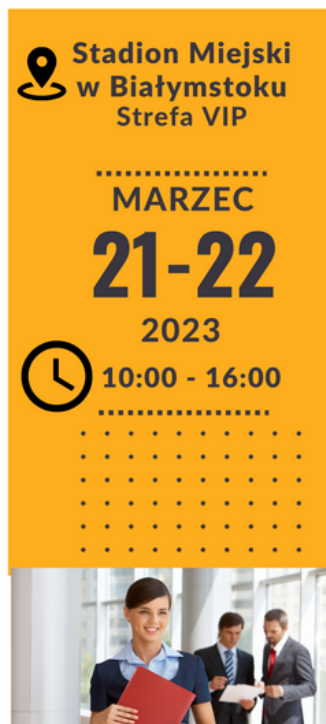 Stadion Miejski
w Białymstoku
Strefa VIP
MARZEC
21-22
2023
10:00 - 16:00